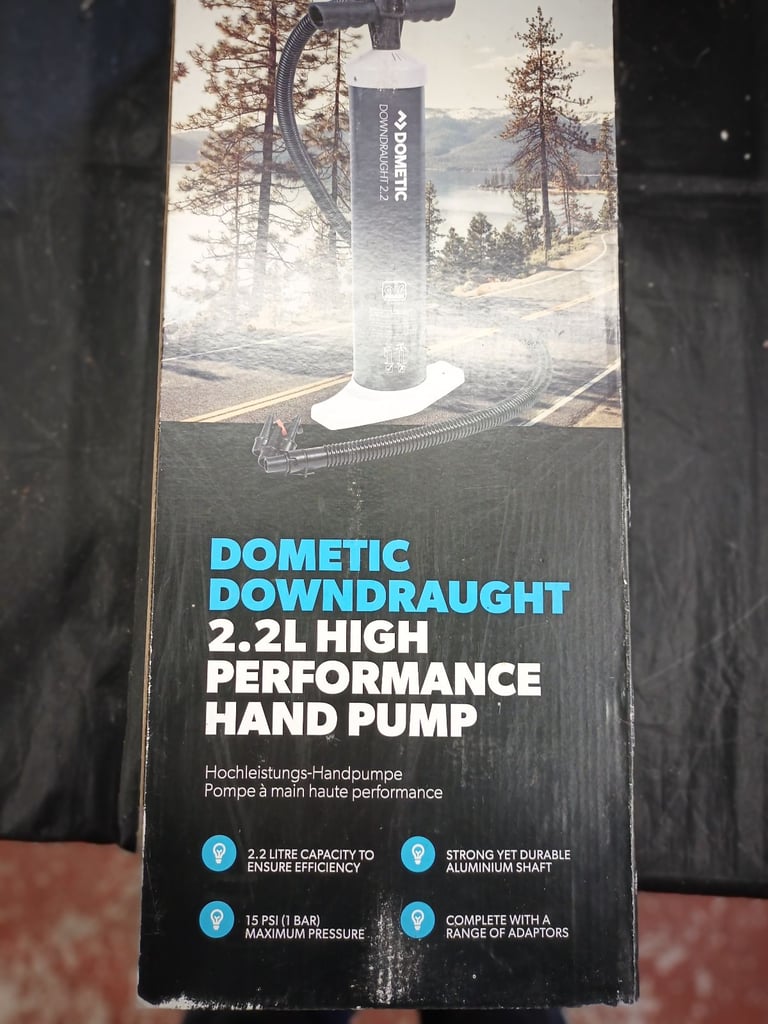 DOMETIC
DOWNDRAUGHT 2.2
DOMETIC
DOWNDRAUGHT
2.2L HIGH
PERFORMANCE
HAND PUMP
Hochleistungs-Handpumpe
Pompe à main haute performance
2.2 LITRE CAPACITY TO
ENSURE EFFICIENCY
STRONG YET DURABLE
ALUMINIUM SHAFT
15 PSI (1 BAR)
MAXIMUM PRESSURE
COMPLETE WITH A
RANGE OF ADAPTORS